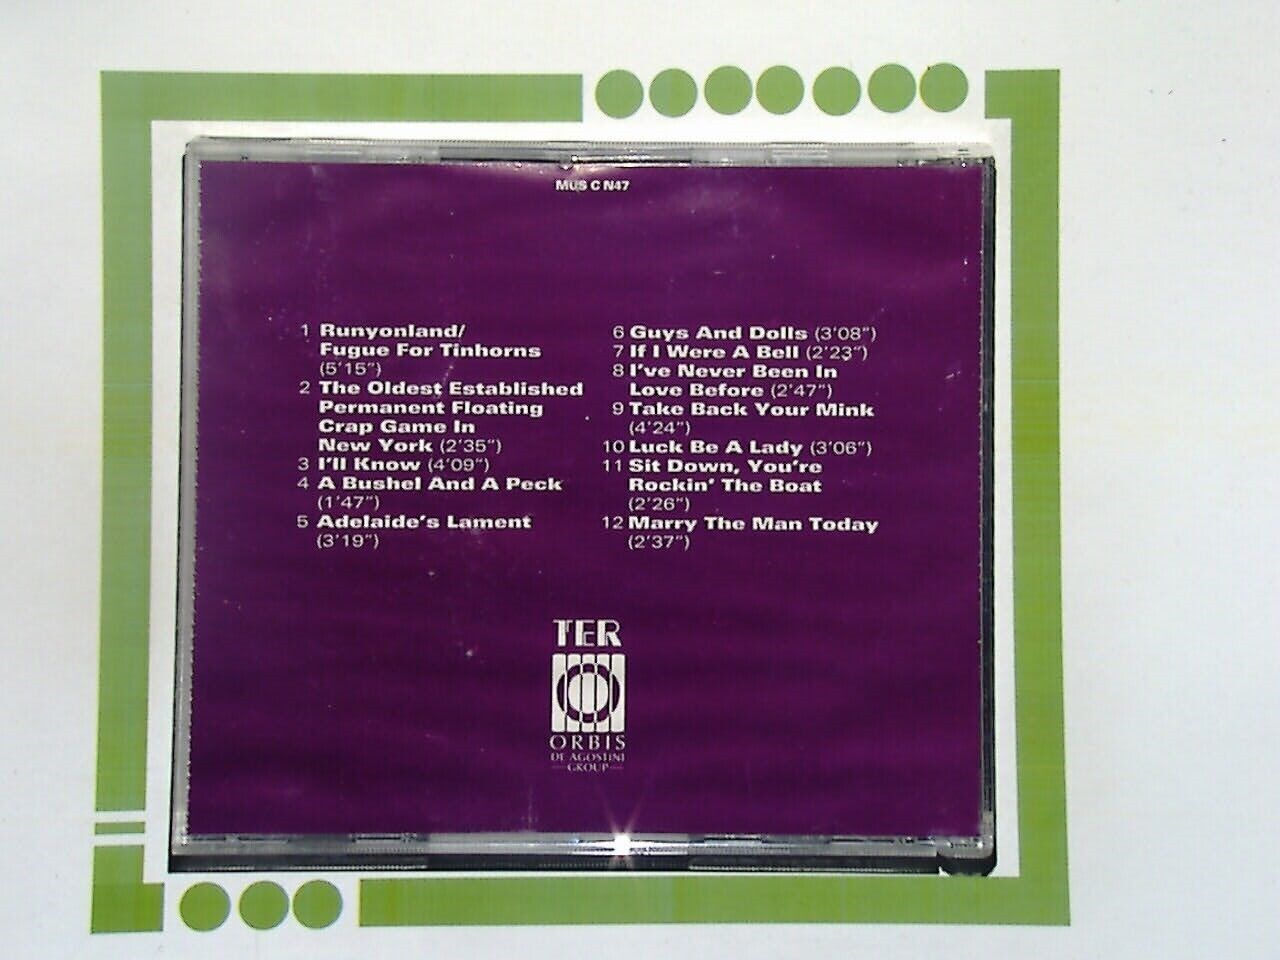 MUS C N47
1 Runyonland/
Fugue For Tinhorns
(5'15")
2 The Oldest Established
Permanent Floating
Crap Game In
New York (2'35")
3 I'll Know (4'09")
4 A Bushel And A Peck
(1'47")
5 Adelaide's Lament
(3'19")
6 Guys And Dolls (3'08")
7 If I Were A Bell (2'23")
8 I've Never Been In
Love Before (2'47")
9 Take Back Your Mink
(4'24")
10 Luck Be A Lady (3'06")
11 Sit Down, You're
Rockin' The Boat
(2'26")
12 Marry The Man Today
(2'37")
TER
ORBIS
DE AGOSTINI
GROUP